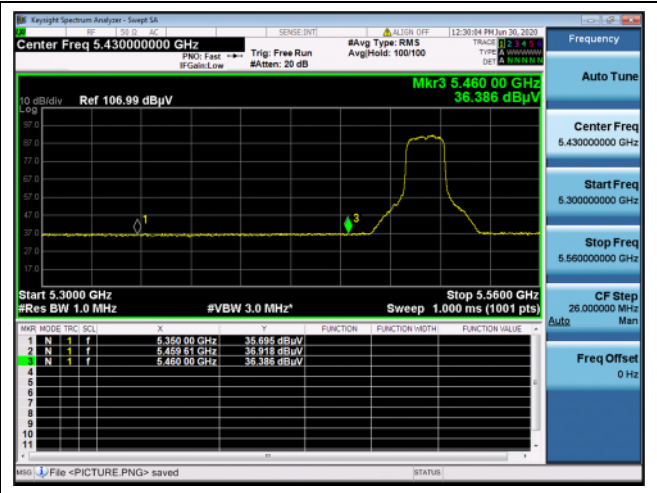 Keysight Spectrum Analyzer - Swept SA
RF 50 Ω AC SENSE:INT ALIGN OFF 12:30:04 PM Jun 30, 2020
Center Freq 5.430000000 GHz #Avg Type: RMS TRACE 1 2 3 4 5 6
PNO: Fast Trig: Free Run Avg|Hold: 100/100 TYPE A WWWWW
IFGain:Low #Atten: 20 dB DET A N N N N N
Frequency
Mkr3 5.460 00 GHz
36.386 dBµV
10 dB/div Ref 106.99 dBµV
Log
97.0
87.0
77.0
67.0
57.0
47.0
37.0
27.0
17.0
1
3
Start 5.3000 GHz Stop 5.5600 GHz
#Res BW 1.0 MHz #VBW 3.0 MHz* Sweep 1.000 ms (1001 pts)
MKR MODE TRC SCL X Y FUNCTION FUNCTION WIDTH FUNCTION VALUE
1 N 1 f 5.350 00 GHz 35.695 dBµV
2 N 1 f 5.459 61 GHz 36.918 dBµV
3 N 1 f 5.460 00 GHz 36.386 dBµV
4
5
6
7
8
9
10
11
MSG File <PICTURE.PNG> saved STATUS
Auto Tune
Center Freq
5.430000000 GHz
Start Freq
5.300000000 GHz
Stop Freq
5.560000000 GHz
CF Step
26.000000 MHz
Auto Man
Freq Offset
0 Hz